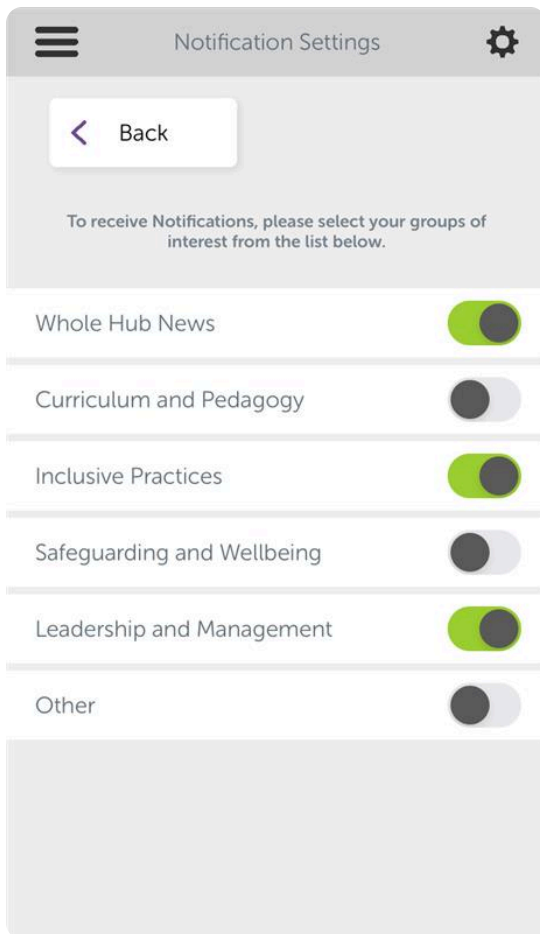 Notification Settings
Back
To receive Notifications, please select your groups of
interest from the list below.
Whole Hub News
Curriculum and Pedagogy
Inclusive Practices
Safeguarding and Wellbeing
Leadership and Management
Other